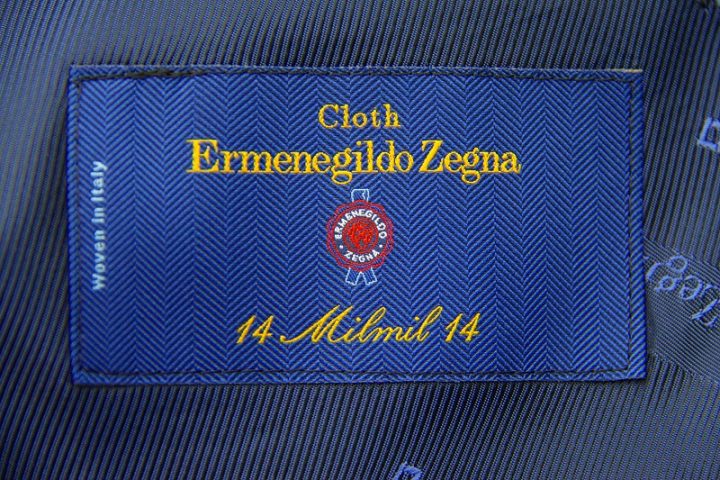 Cloth
Ermenegildo Zegna
ERMENEGILDO
ZEGNA
14 Milmil 14
Woven in Italy